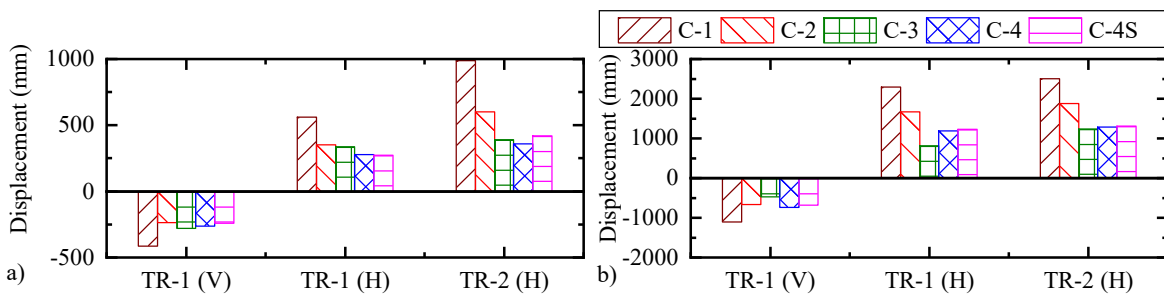 C-1 C-2 C-3 C-4 C-4S
Displacement (mm)
1000
500
0
-500
TR-1 (V) TR-1 (H) TR-2 (H)
a)
Displacement (mm)
3000
2000
1000
0
-1000
-2000
TR-1 (V) TR-1 (H) TR-2 (H)
b)